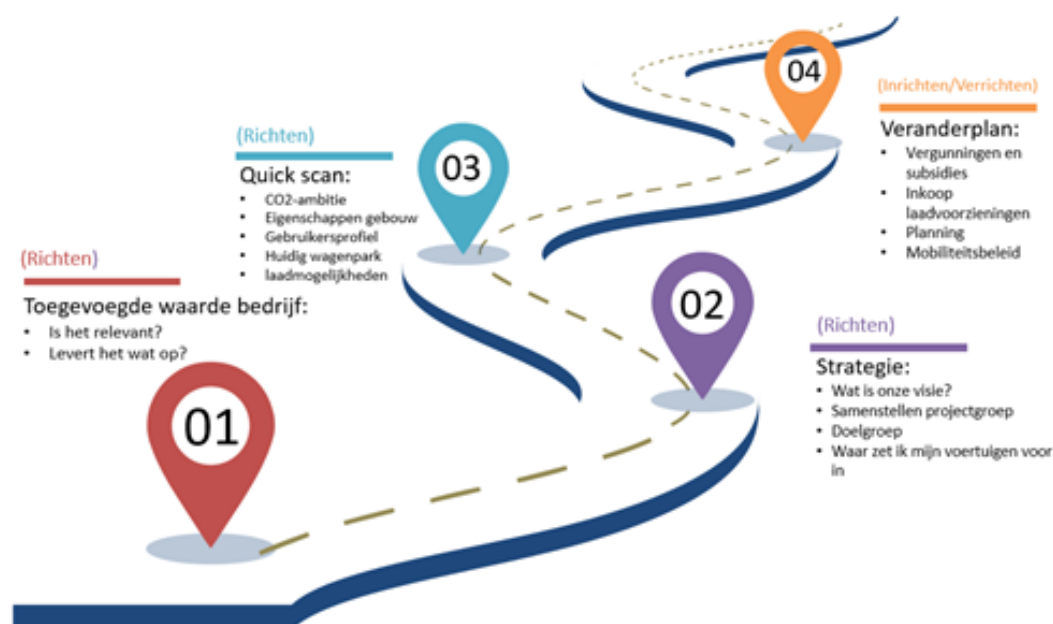 (Richten)
Toegevoegde waarde bedrijf:
• Is het relevant?
• Levert het wat op?
01
(Richten)
Strategie:
• Wat is onze visie?
• Samenstellen projectgroep
• Doelgroep
• Waar zet ik mijn voertuigen voor
in
02
(Richten)
Quick scan:
• CO2-ambitie
• Eigenschappen gebouw
• Gebruikersprofiel
• Huidig wagenpark
• laadmogelijkheden
03
(Inrichten/Verrichten)
Veranderplan:
• Vergunningen en
subsidies
• Inkoop
laadvoorzieningen
• Planning
• Mobiliteitsbeleid
04